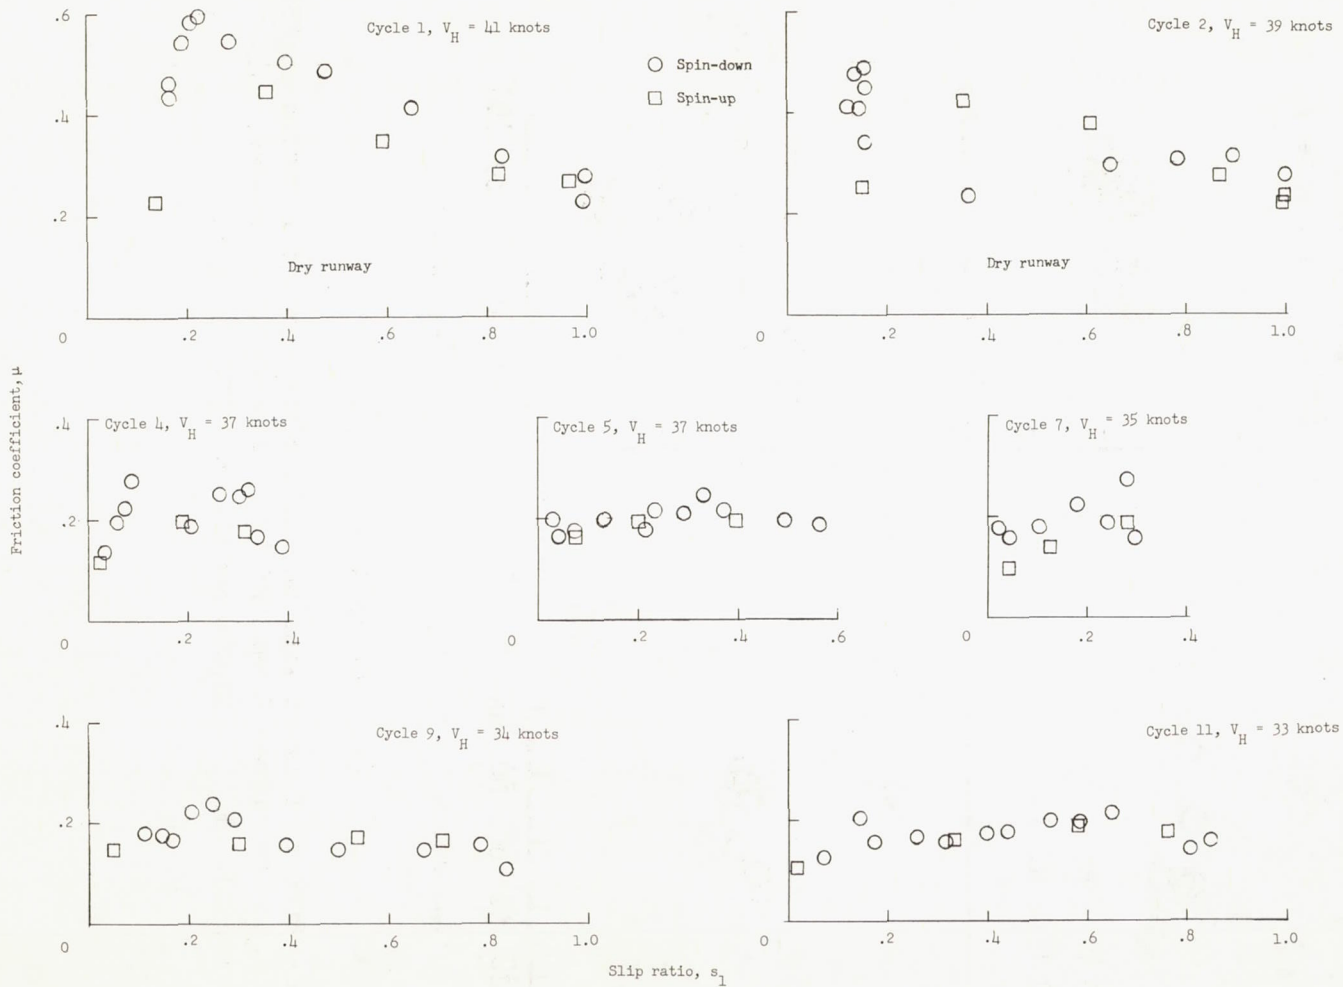 Cycle 1, V_H = 41 knots
.6
.4
.2
0
.2 .4 .6 .8 1.0
Dry runway
○ Spin-down
□ Spin-up
Cycle 2, V_H = 39 knots
Dry runway
0
.2 .4 .6 .8 1.0
Friction coefficient, μ
Cycle 4, V_H = 37 knots
.4
.2
0
.2 .4
Cycle 5, V_H = 37 knots
0
.2 .4 .6
Cycle 7, V_H = 35 knots
0
.2 .4
Cycle 9, V_H = 34 knots
.4
.2
0
.2 .4 .6 .8 1.0
Cycle 11, V_H = 33 knots
0
.2 .4 .6 .8 1.0
Slip ratio, s_1